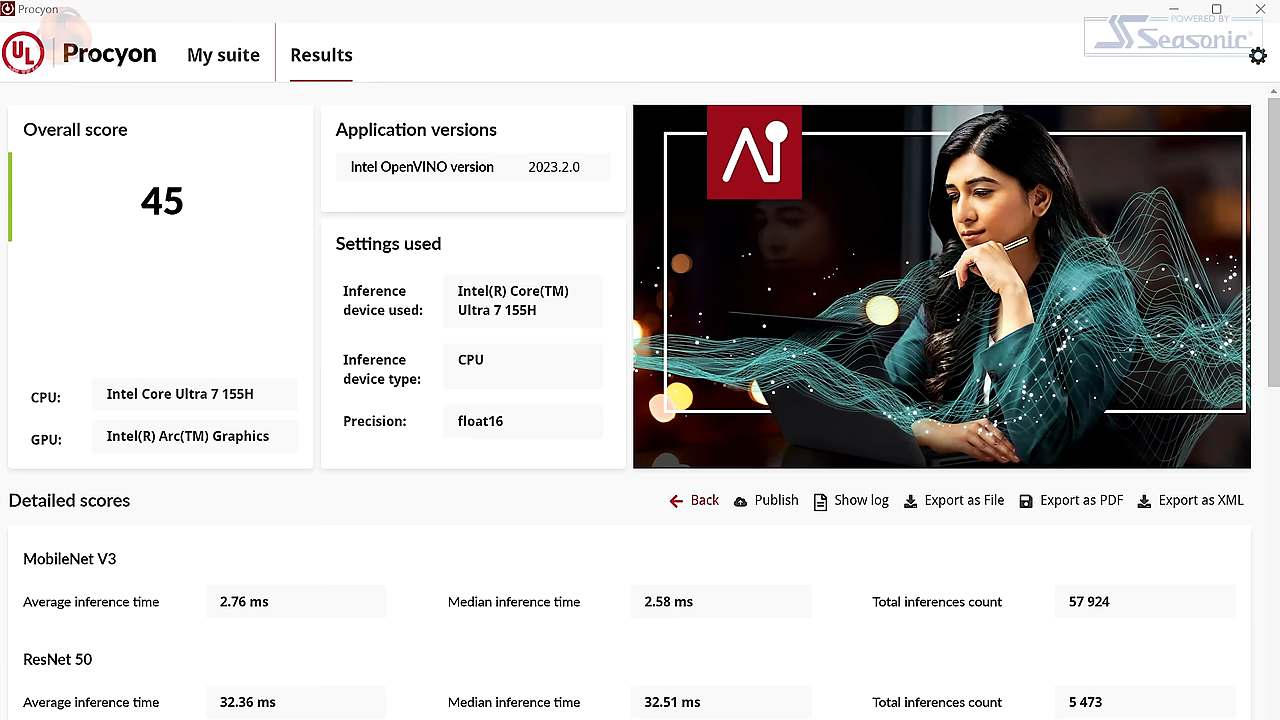 Procyon
POWERED BY
Seasonic
UL
Procyon
My suite
Results
Overall score
45
CPU:
Intel Core Ultra 7 155H
GPU:
Intel(R) Arc(TM) Graphics
Application versions
Intel OpenVINO version
2023.2.0
Settings used
Inference
device used:
Intel(R) Core(TM)
Ultra 7 155H
Inference
device type:
CPU
Precision:
float16
AI
Detailed scores
Back
Publish
Show log
Export as File
Export as PDF
Export as XML
MobileNet V3
Average inference time
2.76 ms
Median inference time
2.58 ms
Total inferences count
57 924
ResNet 50
Average inference time
32.36 ms
Median inference time
32.51 ms
Total inferences count
5 473